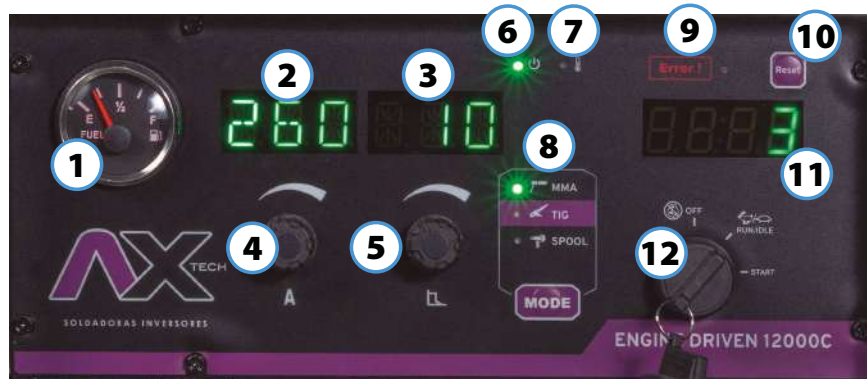 6
7
9
10
Error!
Reset
2
3
260
10
3
E
½
F
FUEL
1
8
11
MMA
TIG
SPOOL
MODE
4
5
12
OFF
RUN/IDLE
START
A
AX
TECH
SOLDADORAS INVERSORES
ENGINE DRIVEN 12000C